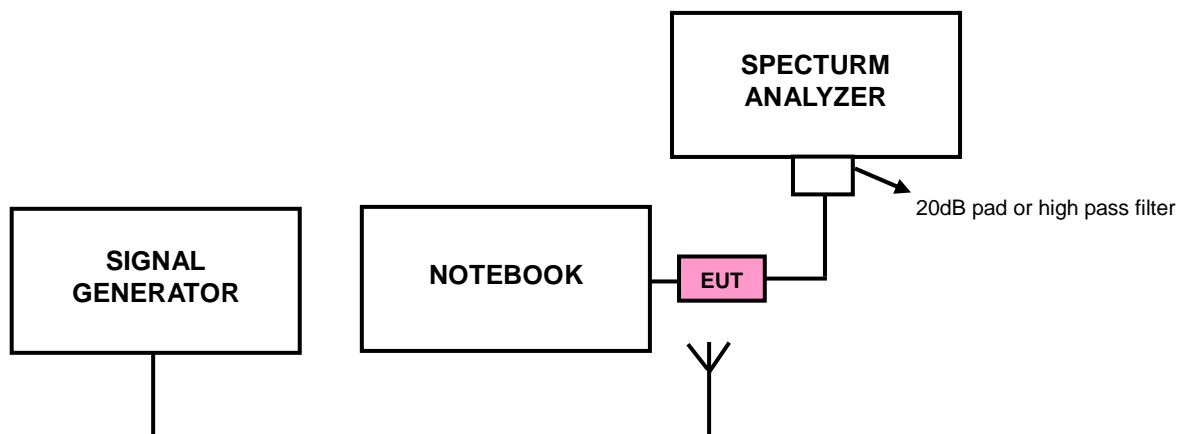 SPECTURM
ANALYZER
20dB pad or high pass filter
SIGNAL
GENERATOR
NOTEBOOK
EUT